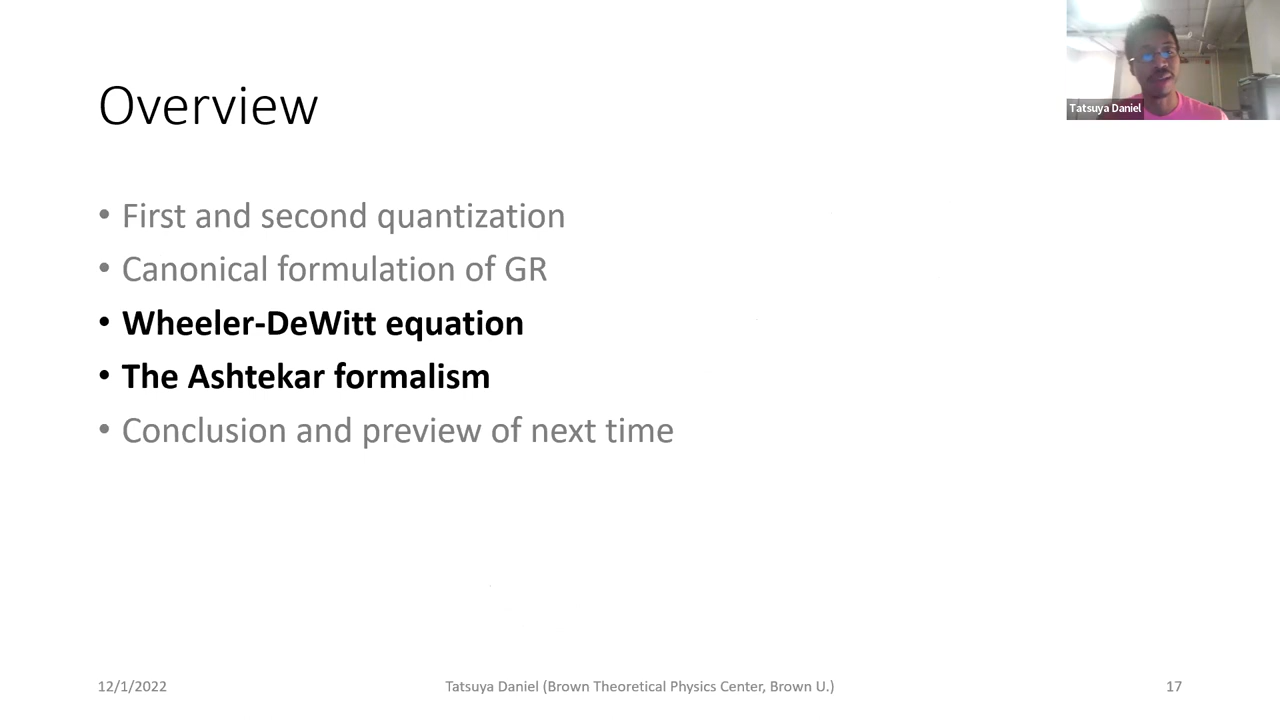 Overview
Tatsuya Daniel
• First and second quantization
• Canonical formulation of GR
• Wheeler-DeWitt equation
• The Ashtekar formalism
• Conclusion and preview of next time
12/1/2022
Tatsuya Daniel (Brown Theoretical Physics Center, Brown U.)
17